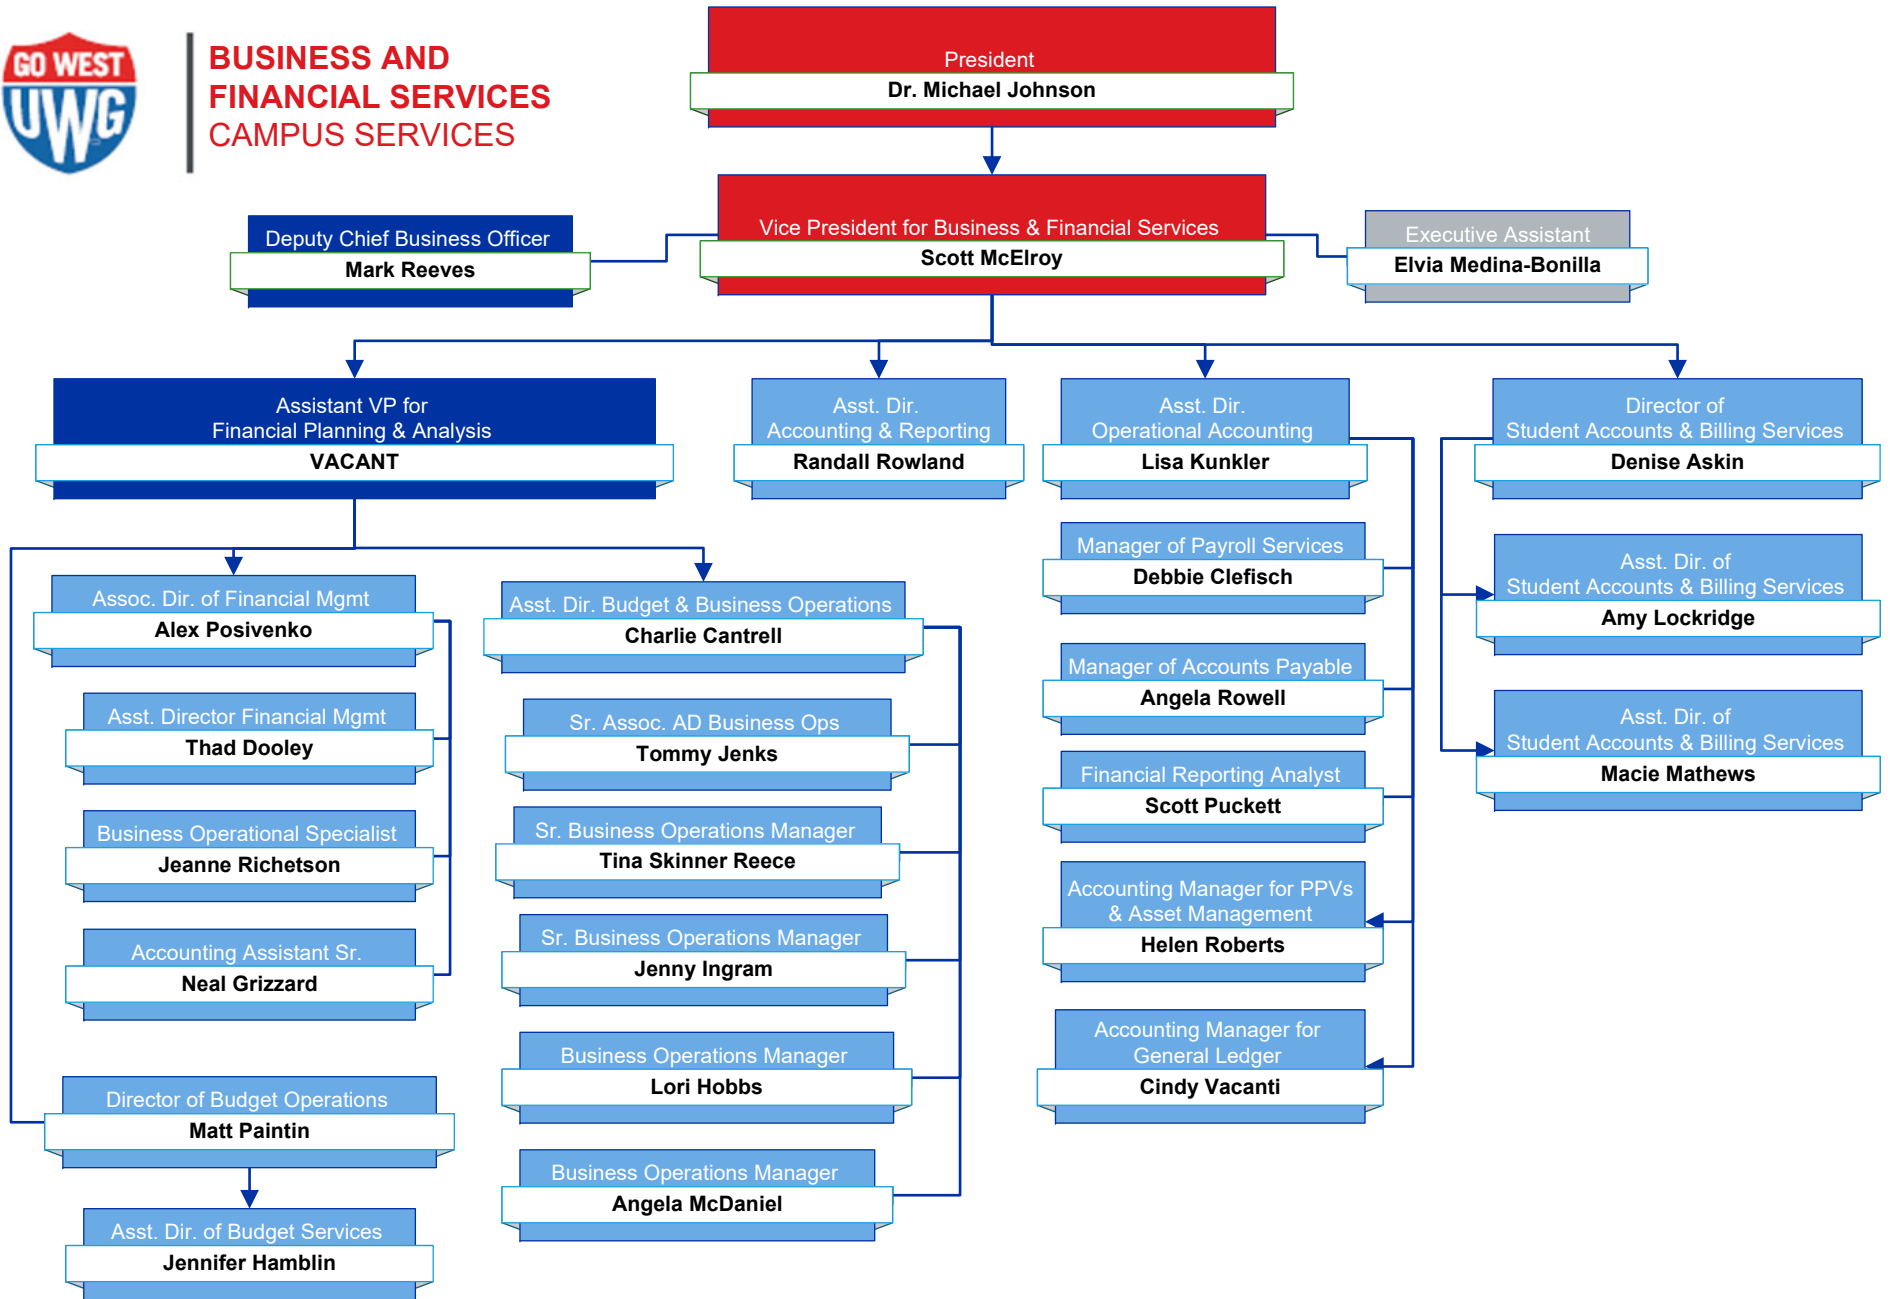 GO WEST
UWG
BUSINESS AND
FINANCIAL SERVICES
CAMPUS SERVICES
President
Dr. Michael Johnson
Vice President for Business & Financial Services
Scott McElroy
Deputy Chief Business Officer
Mark Reeves
Executive Assistant
Elvia Medina-Bonilla
Assistant VP for
Financial Planning & Analysis
VACANT
Asst. Dir.
Accounting & Reporting
Randall Rowland
Asst. Dir.
Operational Accounting
Lisa Kunkler
Director of
Student Accounts & Billing Services
Denise Askin
Assoc. Dir. of Financial Mgmt
Alex Posivenko
Asst. Director Financial Mgmt
Thad Dooley
Business Operational Specialist
Jeanne Richetson
Accounting Assistant Sr.
Neal Grizzard
Director of Budget Operations
Matt Paintin
Asst. Dir. of Budget Services
Jennifer Hamblin
Asst. Dir. Budget & Business Operations
Charlie Cantrell
Sr. Assoc. AD Business Ops
Tommy Jenks
Sr. Business Operations Manager
Tina Skinner Reece
Sr. Business Operations Manager
Jenny Ingram
Business Operations Manager
Lori Hobbs
Business Operations Manager
Angela McDaniel
Manager of Payroll Services
Debbie Clefisch
Manager of Accounts Payable
Angela Rowell
Financial Reporting Analyst
Scott Puckett
Accounting Manager for PPVs
& Asset Management
Helen Roberts
Accounting Manager for
General Ledger
Cindy Vacanti
Asst. Dir. of
Student Accounts & Billing Services
Amy Lockridge
Asst. Dir. of
Student Accounts & Billing Services
Macie Mathews